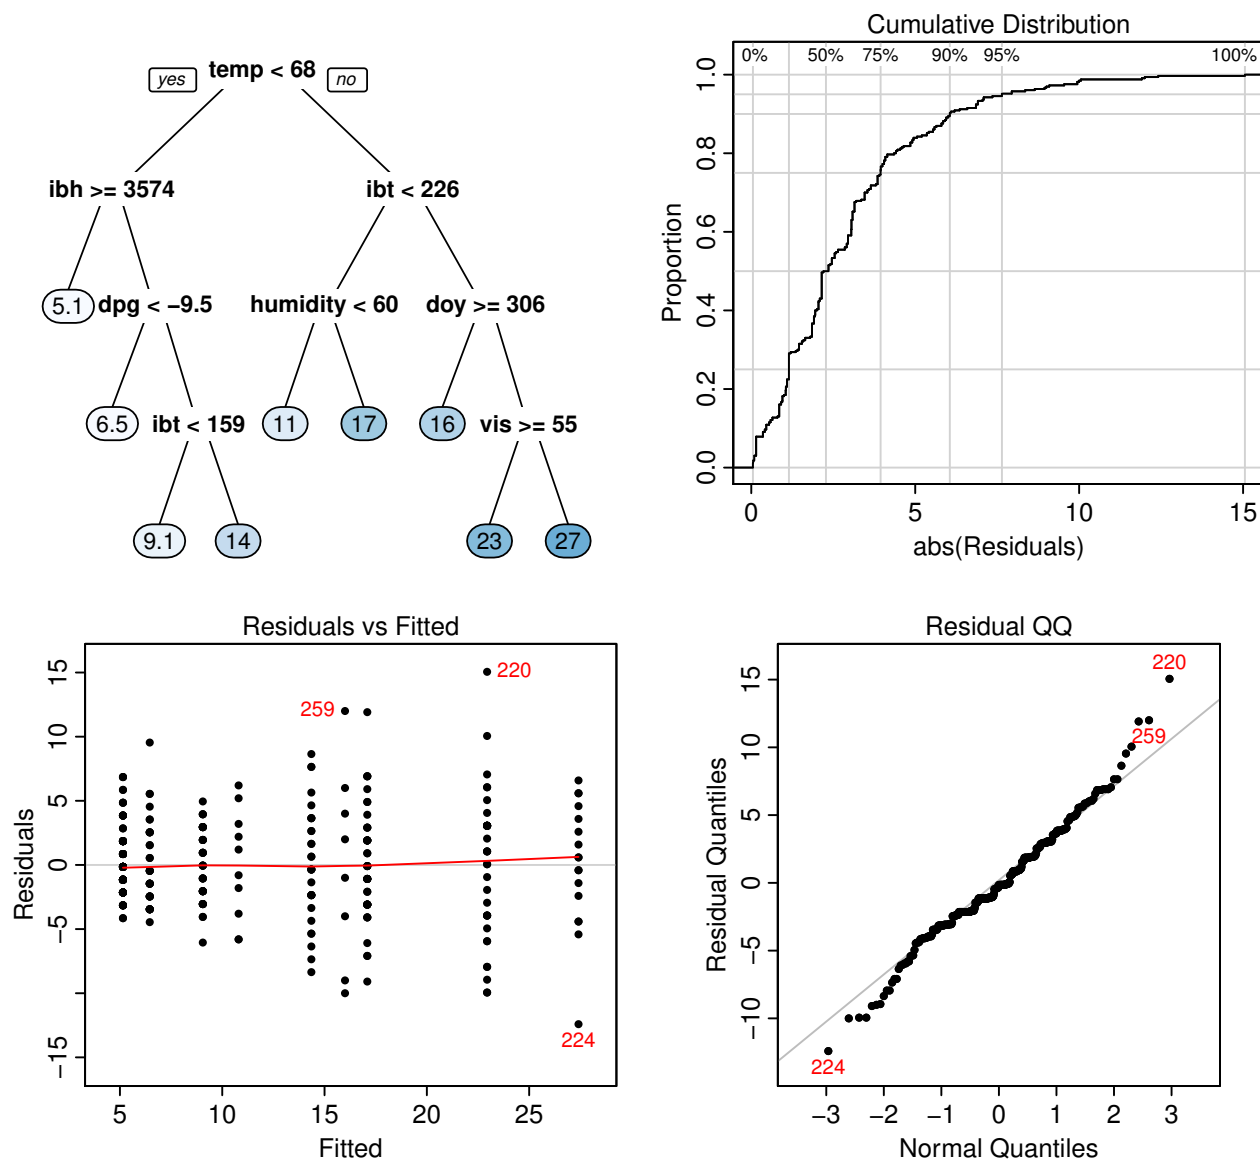 yes temp < 68 no
ibh >= 3574 ibt < 226
5.1 dpg < −9.5 humidity < 60 doy >= 306
6.5 ibt < 159 11 17 16 vis >= 55
9.1 14 23 27
Cumulative Distribution
0% 50% 75% 90% 95% 100%
1.0
0.8
0.6
0.4
0.2
0.0
Proportion
0 5 10 15
abs(Residuals)
Residuals vs Fitted
15
10
5
0
−5
−15
Residuals
220
259
224
5 10 15 20 25
Fitted
Residual QQ
15
10
5
0
−5
−10
Residual Quantiles
220
259
224
−3 −2 −1 0 1 2 3
Normal Quantiles